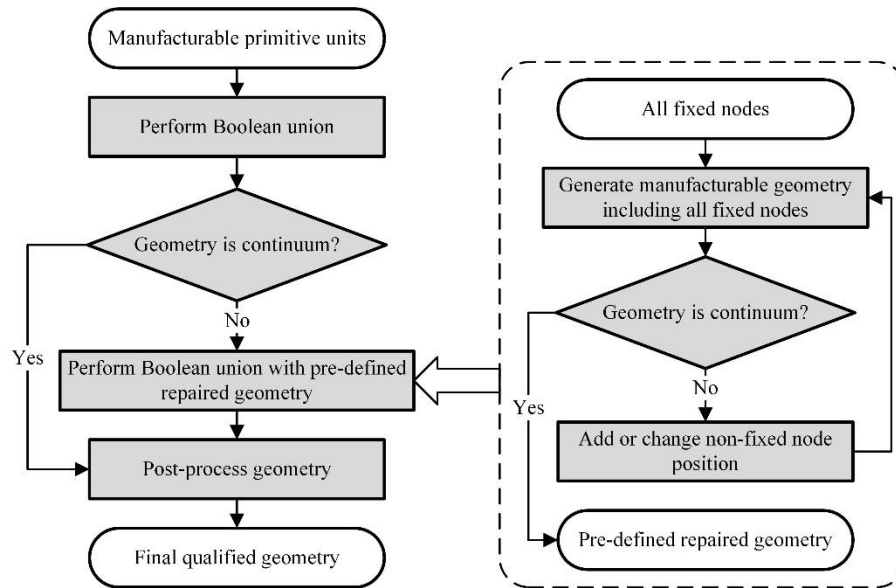 Manufacturable primitive units
Perform Boolean union
Geometry is continuum?
No
Yes
Perform Boolean union with pre-defined
repaired geometry
Post-process geometry
Final qualified geometry
All fixed nodes
Generate manufacturable geometry
including all fixed nodes
Geometry is continuum?
No
Yes
Add or change non-fixed node
position
Pre-defined repaired geometry